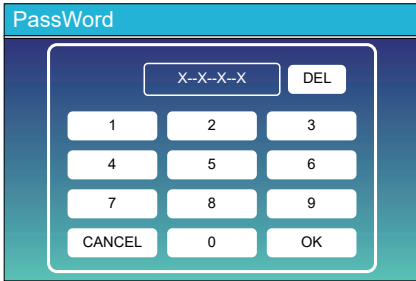 PassWord
X--X--X--X DEL
1 2 3
4 5 6
7 8 9
CANCEL 0 OK